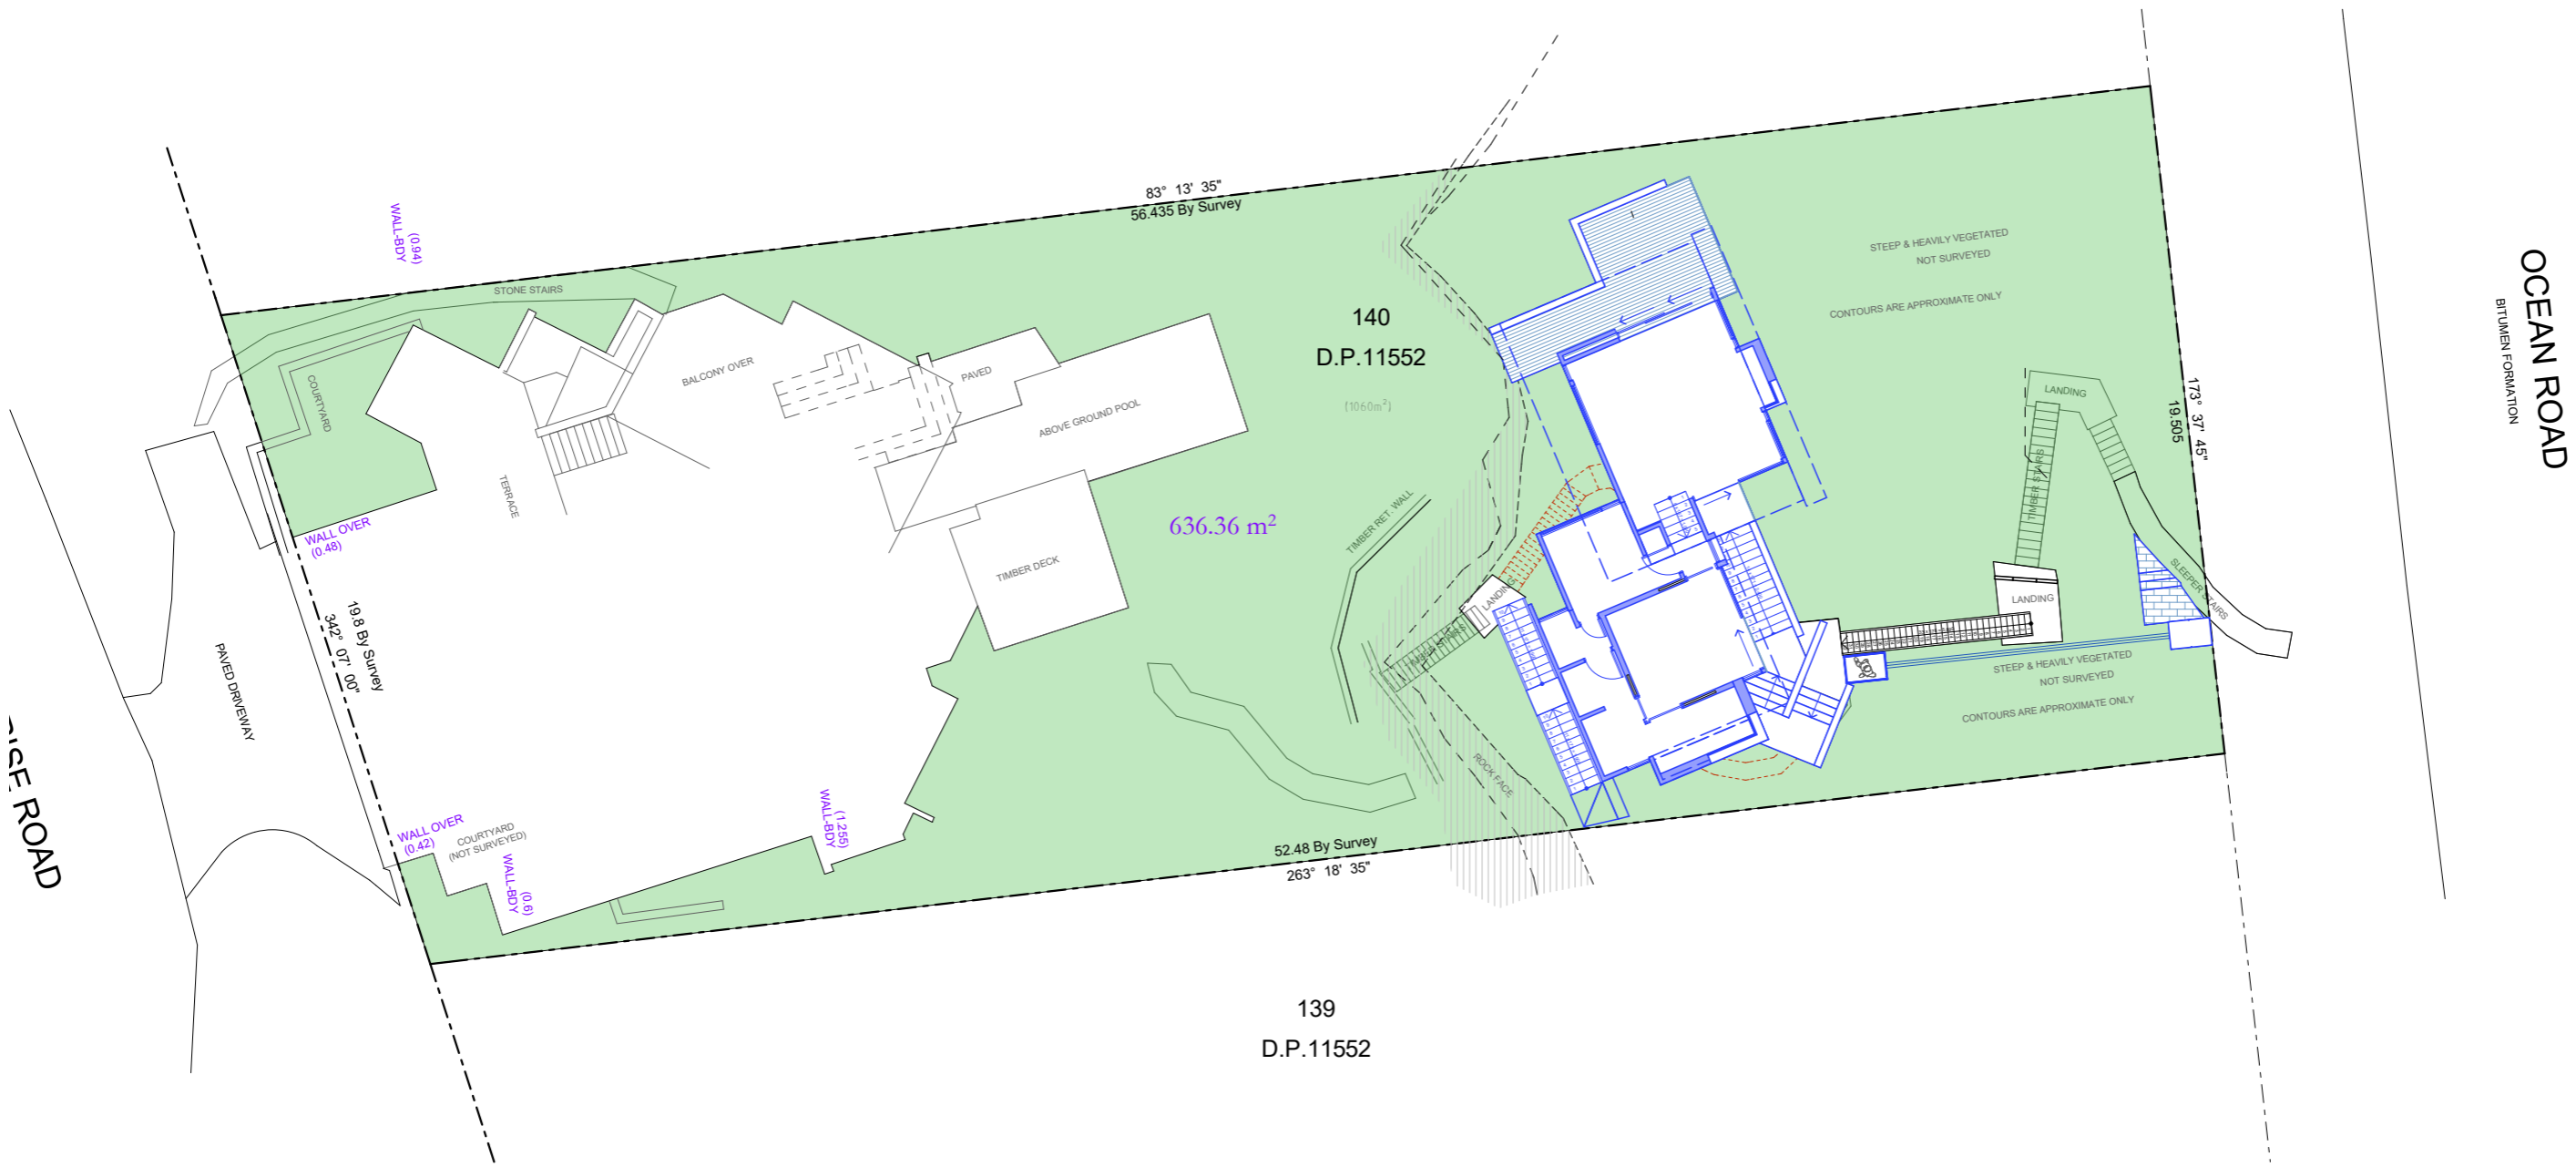 83° 13' 35"
56.435 By Survey
WALL-BDY
(0.94)
STONE STAIRS
COURTYARD
BALCONY OVER
PAVED
ABOVE GROUND POOL
TERRACE
TIMBER DECK
WALL OVER
(0.48)
140
D.P.11552
(1060m²)
636.36 m²
TIMBER RET. WALL
LANDING
TIMBER STAIRS
ROCK FACE
STEEP & HEAVILY VEGETATED
NOT SURVEYED
CONTOURS ARE APPROXIMATE ONLY
LANDING
TIMBER STAIRS
LANDING
SLEEPER STAIRS
STEEP & HEAVILY VEGETATED
NOT SURVEYED
CONTOURS ARE APPROXIMATE ONLY
173° 37' 45"
19.505
OCEAN ROAD
BITUMEN FORMATION
19.8 By Survey
342° 07' 00"
PAVED DRIVEWAY
ROAD
WALL OVER
(0.42)
COURTYARD
(NOT SURVEYED)
WALL-BDY
(0.6)
WALL-BDY
(1.255)
52.48 By Survey
263° 18' 35"
139
D.P.11552